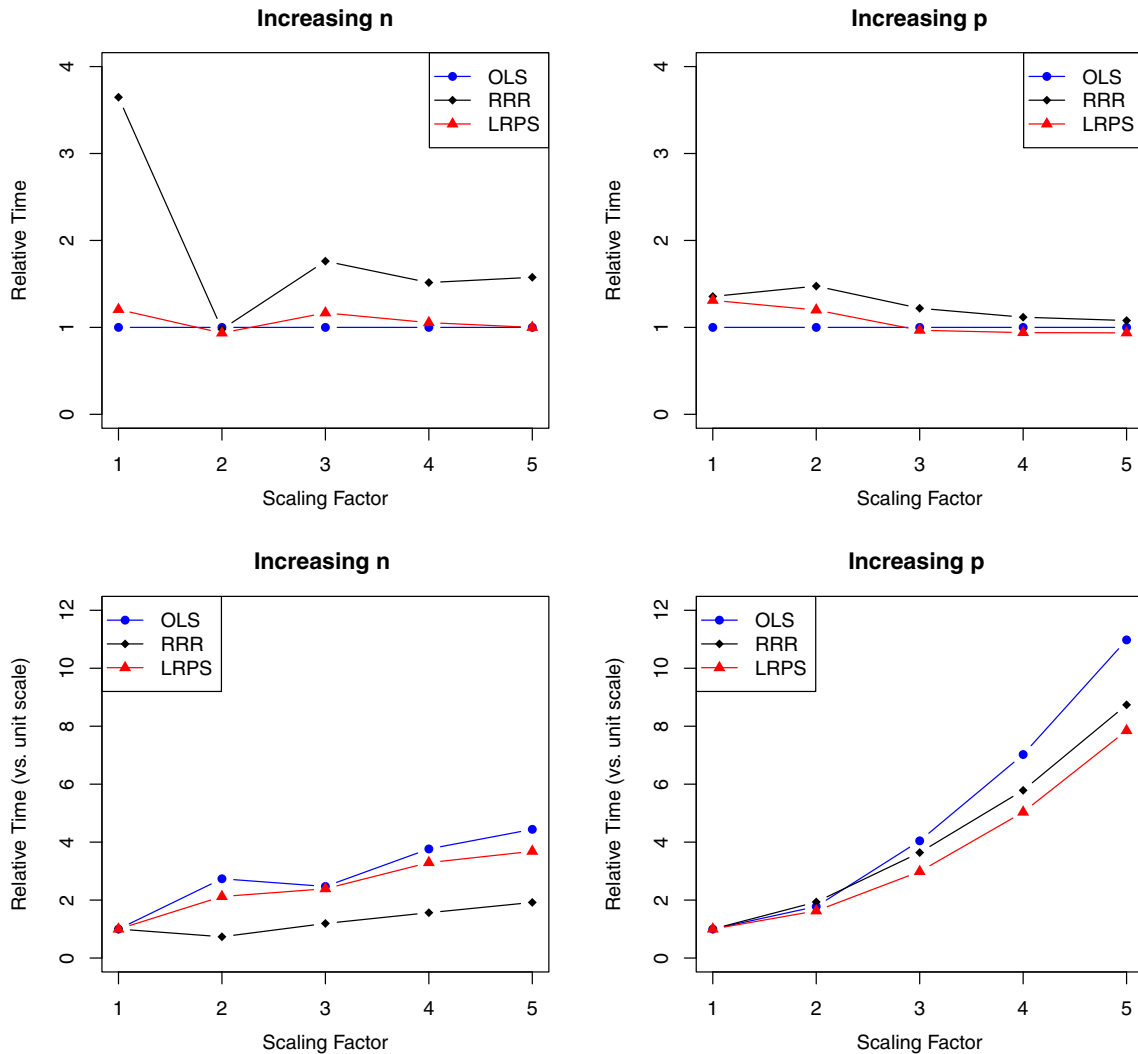 Increasing n
Relative Time
4
3
2
1
0
OLS
RRR
LRPS
1 2 3 4 5
Scaling Factor
Increasing p
Relative Time
4
3
2
1
0
OLS
RRR
LRPS
1 2 3 4 5
Scaling Factor
Increasing n
Relative Time (vs. unit scale)
12
10
8
6
4
2
0
OLS
RRR
LRPS
1 2 3 4 5
Scaling Factor
Increasing p
Relative Time (vs. unit scale)
12
10
8
6
4
2
0
OLS
RRR
LRPS
1 2 3 4 5
Scaling Factor